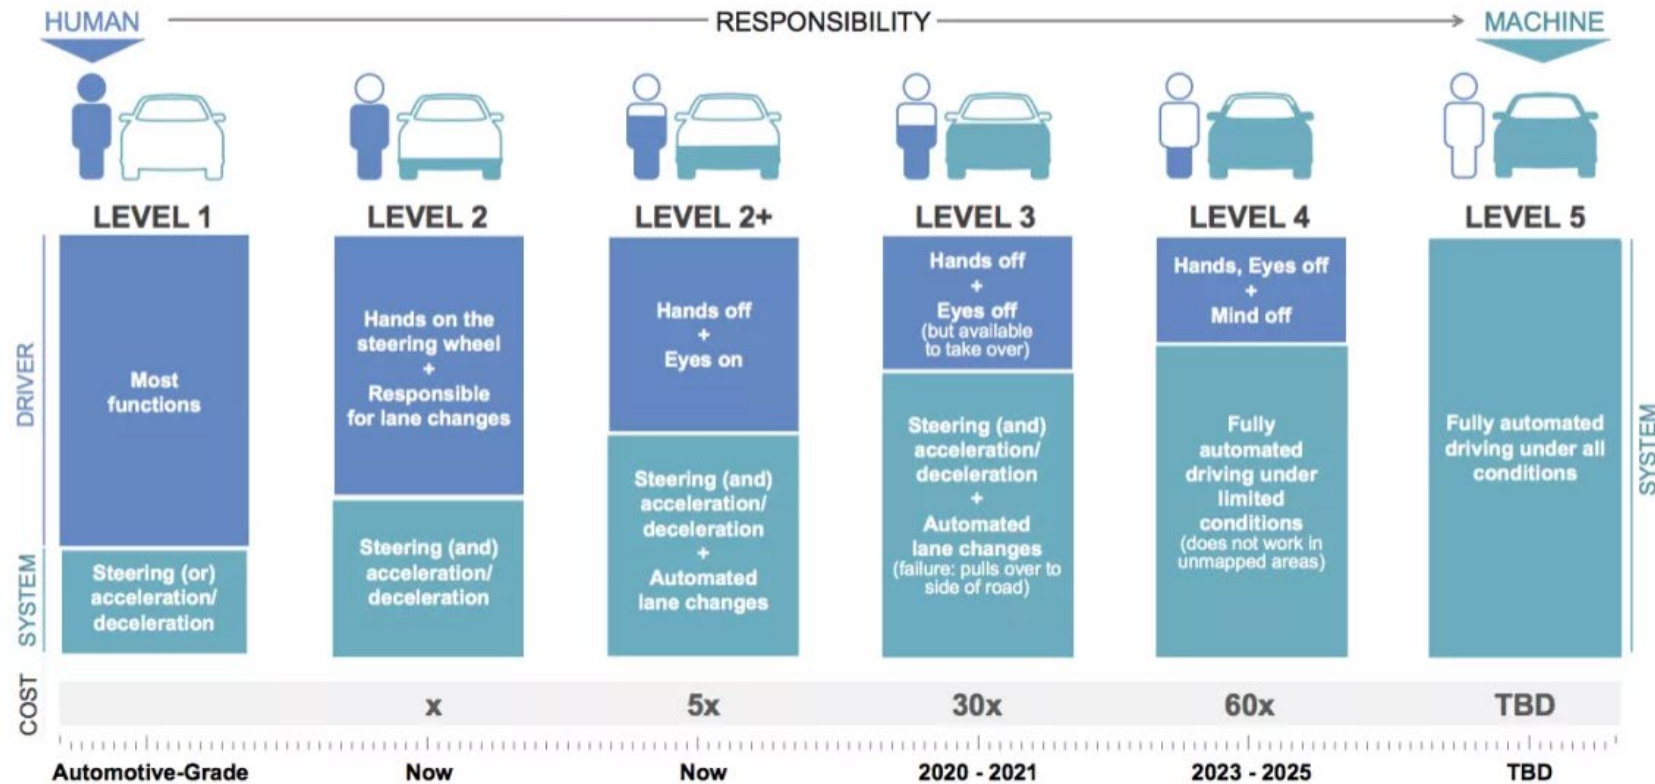 HUMAN
RESPONSIBILITY
MACHINE
LEVEL 1
LEVEL 2
LEVEL 2+
LEVEL 3
LEVEL 4
LEVEL 5
DRIVER
SYSTEM
Most
functions
Steering (or)
acceleration/
deceleration
Hands on the
steering wheel
+
Responsible
for lane changes
Steering (and)
acceleration/
deceleration
Hands off
+
Eyes on
Steering (and)
acceleration/
deceleration
+
Automated
lane changes
Hands off
+
Eyes off
(but available
to take over)
Steering (and)
acceleration/
deceleration
+
Automated
lane changes
(failure: pulls over to
side of road)
Hands, Eyes off
+
Mind off
Fully
automated
driving under
limited
conditions
(does not work in
unmapped areas)
Fully automated
driving under all
conditions
SYSTEM
COST
x
5x
30x
60x
TBD
Automotive-Grade
Now
Now
2020 - 2021
2023 - 2025
TBD